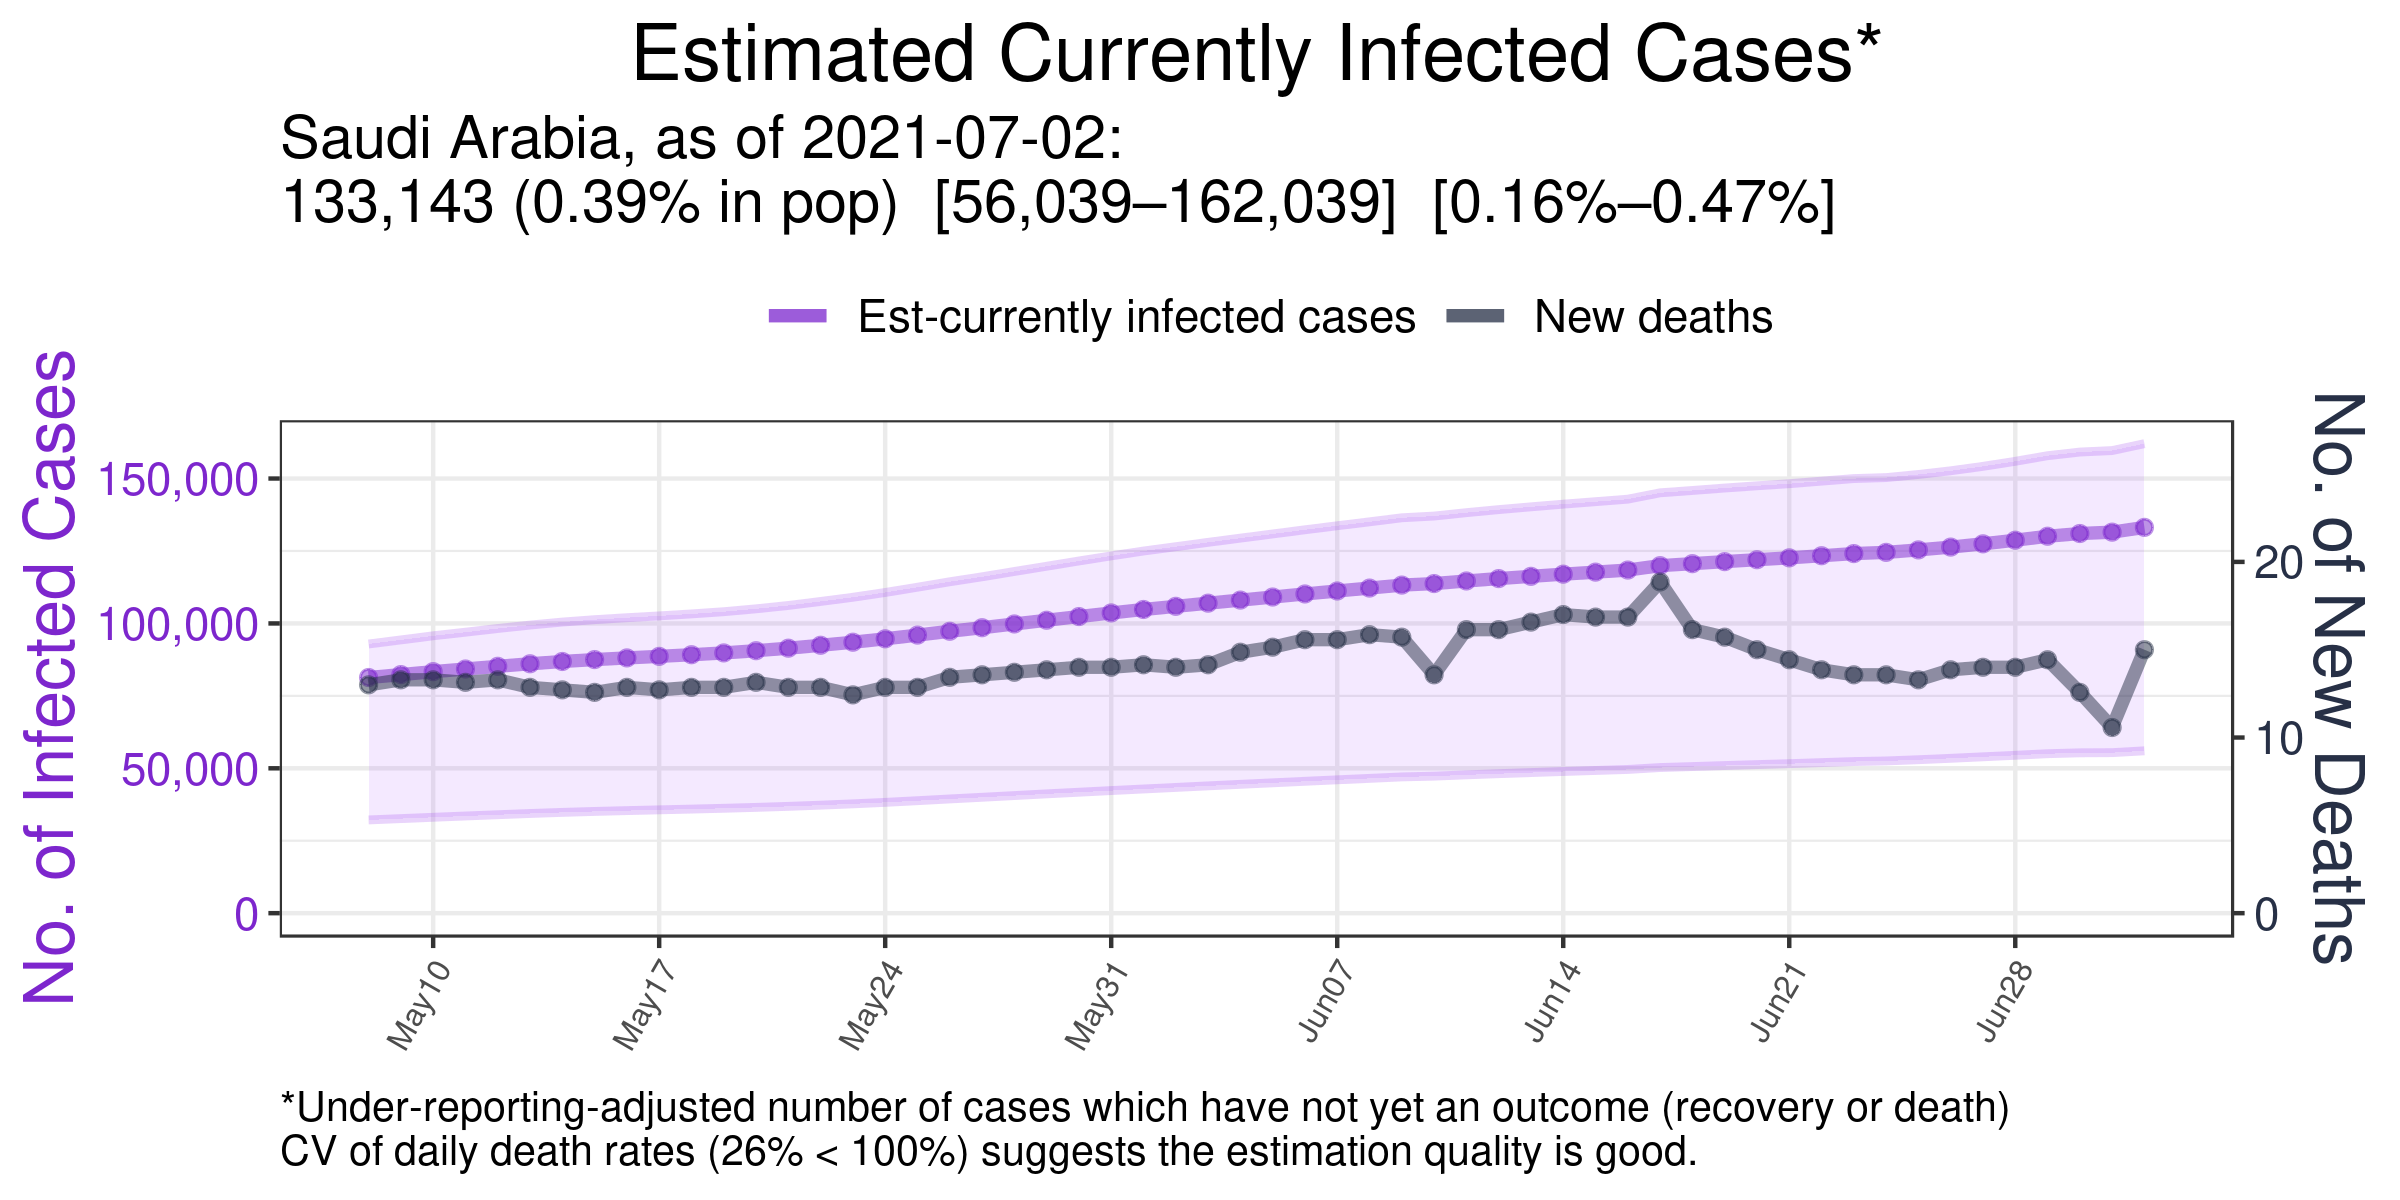 Estimated Currently Infected Cases*
Saudi Arabia, as of 2021-07-02:
133,143 (0.39% in pop)  [56,039–162,039]  [0.16%–0.47%]
Est-currently infected cases
New deaths
No. of Infected Cases
150,000
100,000
50,000
0
No. of New Deaths
20
10
0
May10
May17
May24
May31
Jun07
Jun14
Jun21
Jun28
*Under-reporting-adjusted number of cases which have not yet an outcome (recovery or death)
CV of daily death rates (26% < 100%) suggests the estimation quality is good.